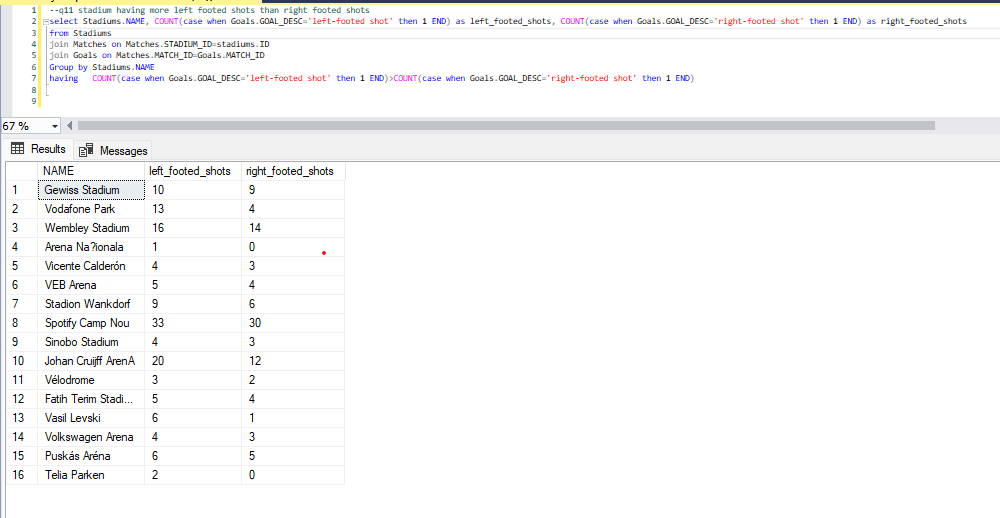 1 --q11 stadium having more left footed shots than right footed shots
2 select Stadiums.NAME, COUNT(case when Goals.GOAL_DESC='left-footed shot' then 1 END) as left_footed_shots, COUNT(case when Goals.GOAL_DESC='right-footed shot' then 1 END) as right_footed_shots
3 from Stadiums
4 join Matches on Matches.STADIUM_ID=stadiums.ID
5 join Goals on Matches.MATCH_ID=Goals.MATCH_ID
6 Group by Stadiums.NAME
7 having COUNT(case when Goals.GOAL_DESC='left-footed shot' then 1 END)>COUNT(case when Goals.GOAL_DESC='right-footed shot' then 1 END)
8
9
67 %
Results Messages
NAME left_footed_shots right_footed_shots
1 Gewiss Stadium 10 9
2 Vodafone Park 13 4
3 Wembley Stadium 16 14
4 Arena Na?ionala 1 0
5 Vicente Calderón 4 3
6 VEB Arena 5 4
7 Stadion Wankdorf 9 6
8 Spotify Camp Nou 33 30
9 Sinobo Stadium 4 3
10 Johan Cruijff ArenA 20 12
11 Vélodrome 3 2
12 Fatih Terim Stadi... 5 4
13 Vasil Levski 6 1
14 Volkswagen Arena 4 3
15 Puskás Aréna 6 5
16 Telia Parken 2 0